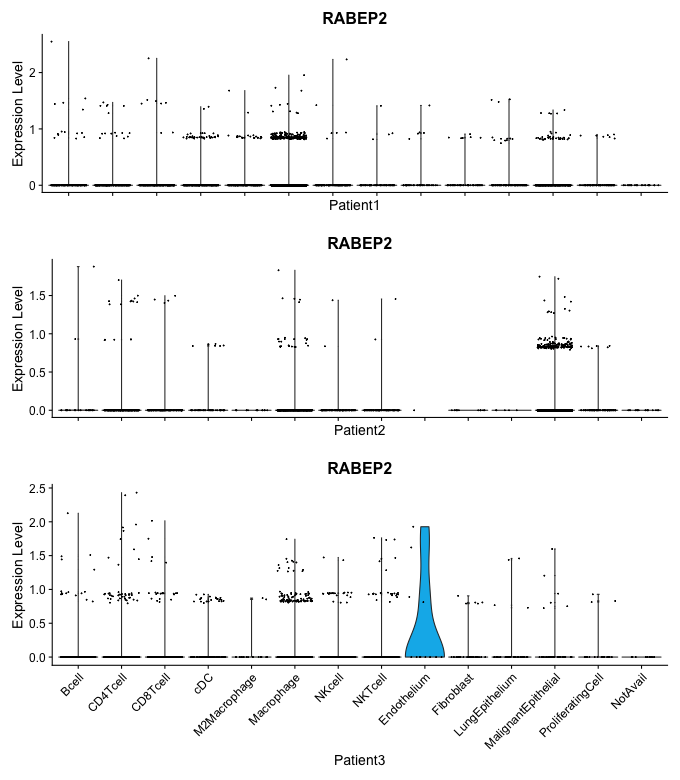 RABEP2
Expression Level
2
1
0
Patient1
RABEP2
Expression Level
1.5
1.0
0.5
0.0
Patient2
RABEP2
Expression Level
2.5
2.0
1.5
1.0
0.5
0.0
Bcell
CD4Tcell
CD8Tcell
cDC
M2Macrophage
Macrophage
NKcell
NKTcell
Endothelium
Fibroblast
LungEpithelium
MalignantEpithelial
ProliferatingCell
NotAvail
Patient3